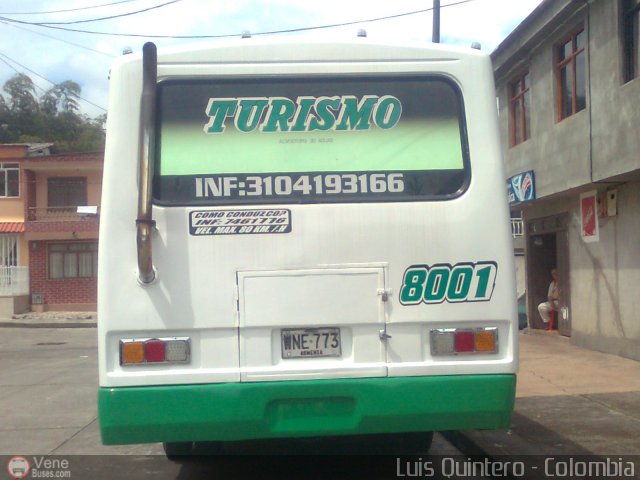 TURISMO
INF:3104193166
COMO CONDUZCO?
INF: 7461776
VEL. MAX. 80 KM. /H
8001
WNE-773
ARMENIA
Vene
Buses.com
Luis Quintero - Colombia